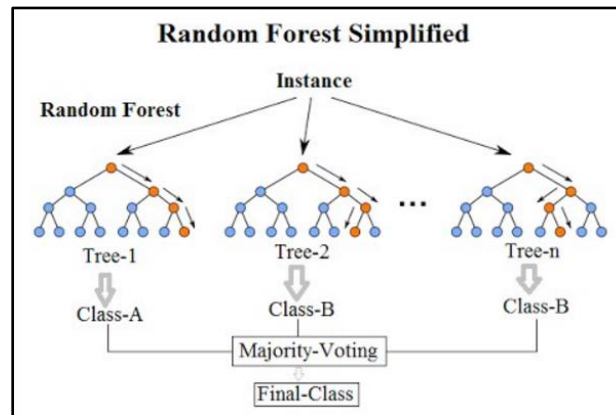 Random Forest Simplified
Instance
Random Forest
...
Tree-1
Tree-2
Tree-n
Class-A
Class-B
Class-B
Majority-Voting
Final-Class